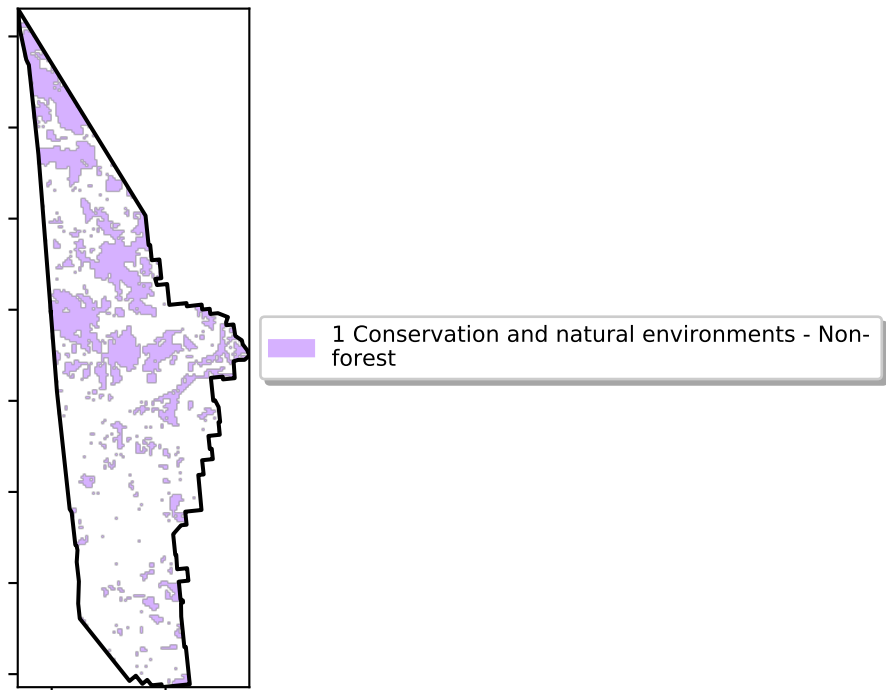 1 Conservation and natural environments - Non-
forest